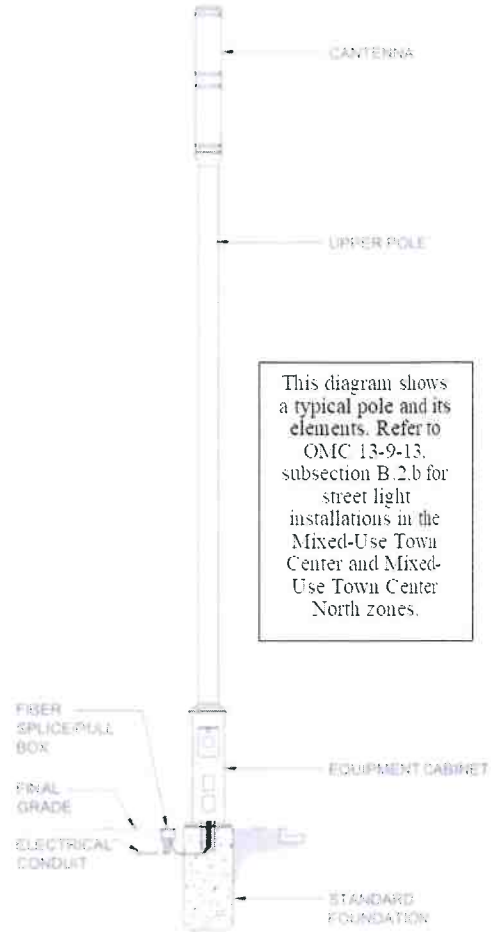 CANTENNA
UPPER POLE
This diagram shows
a typical pole and its
elements. Refer to
OMC 13-9-13,
subsection B.2.b for
street light
installations in the
Mixed-Use Town
Center and Mixed-
Use Town Center
North zones.
FIBER
SPLICE/PULL
BOX
EQUIPMENT CABINET
FINAL
GRADE
ELECTRICAL
CONDUIT
STANDARD
FOUNDATION